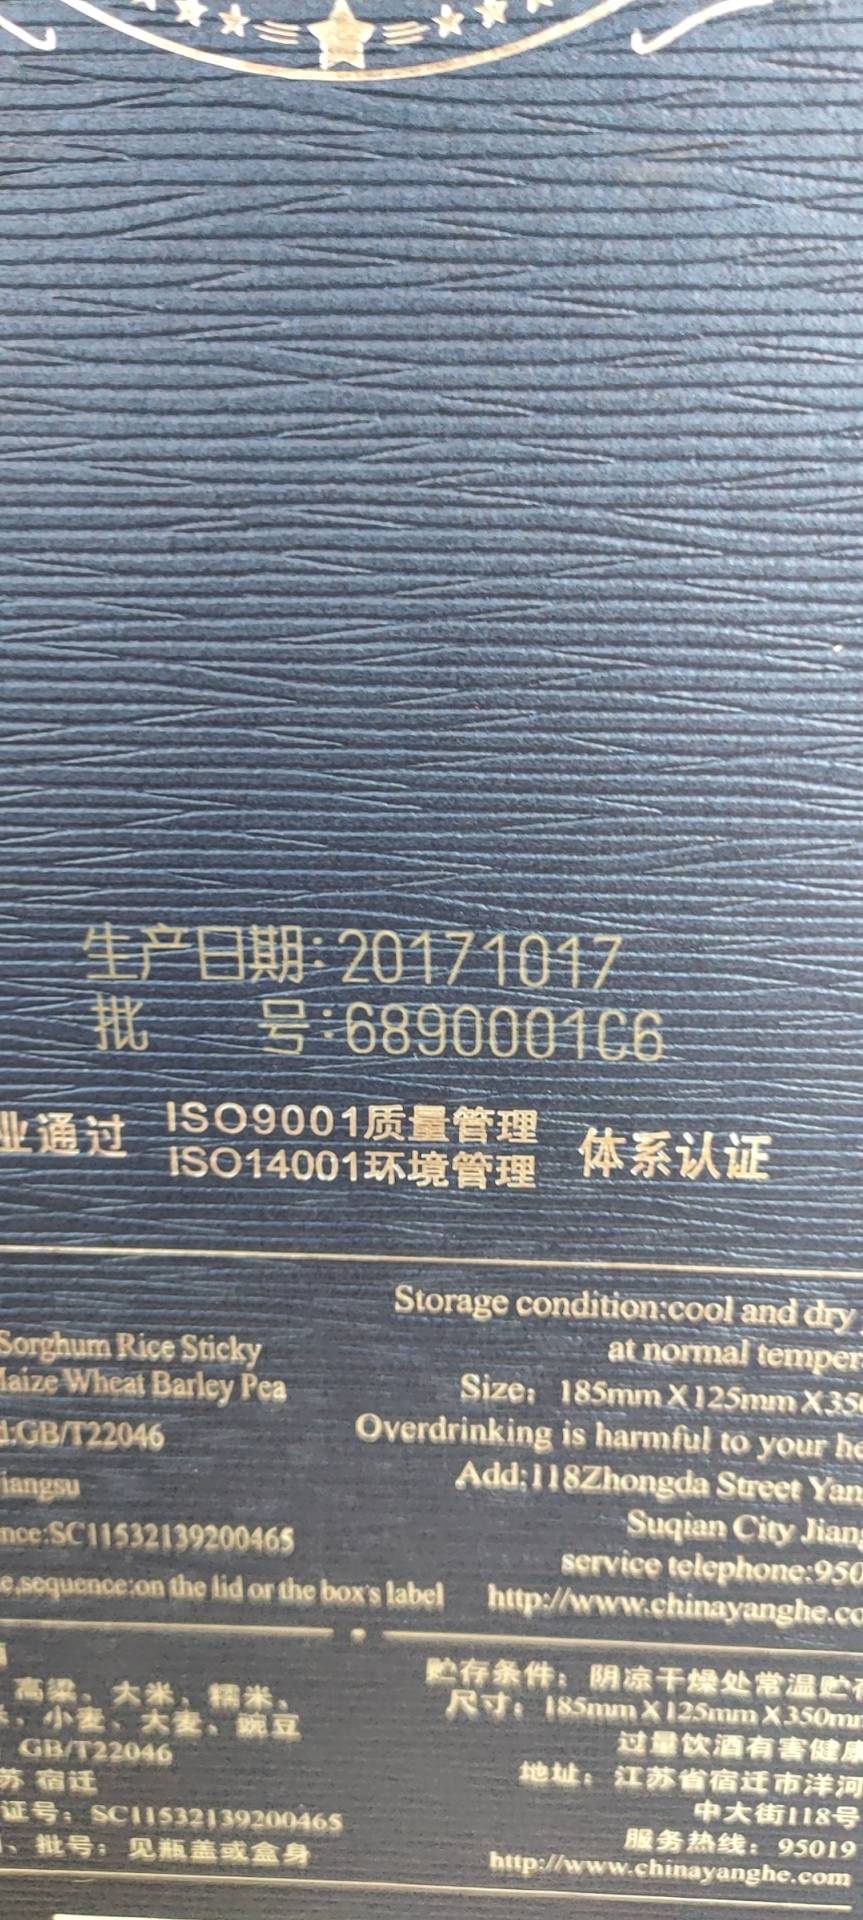 生产日期:20171017
批 号:6890001C6
业通过 ISO9001质量管理 体系认证
ISO14001环境管理
Storage condition:cool and dry
at normal temper
Size: 185mm X 125mm X 35
Overdrinking is harmful to your he
Add:118Zhongda Street Yan
Suqian City Jian
service telephone:950
http://www.chinayanghe.co
Sorghum Rice Sticky
Maize Wheat Barley Pea
d:GB/T22046
iangsu
nce:SC11532139200465
e,sequence:on the lid or the box's label
高粱、大米、糯米、
米、小麦、大麦、豌豆
GB/T22046
苏 宿迁
证号：SC11532139200465
、批号：见瓶盖或盒身
贮存条件：阴凉干燥处常温贮存
尺寸：185mm X 125mm X 350mm
过量饮酒有害健康
地址：江苏省宿迁市洋河
中大街118号
服务热线：95019
http://www.chinayanghe.com